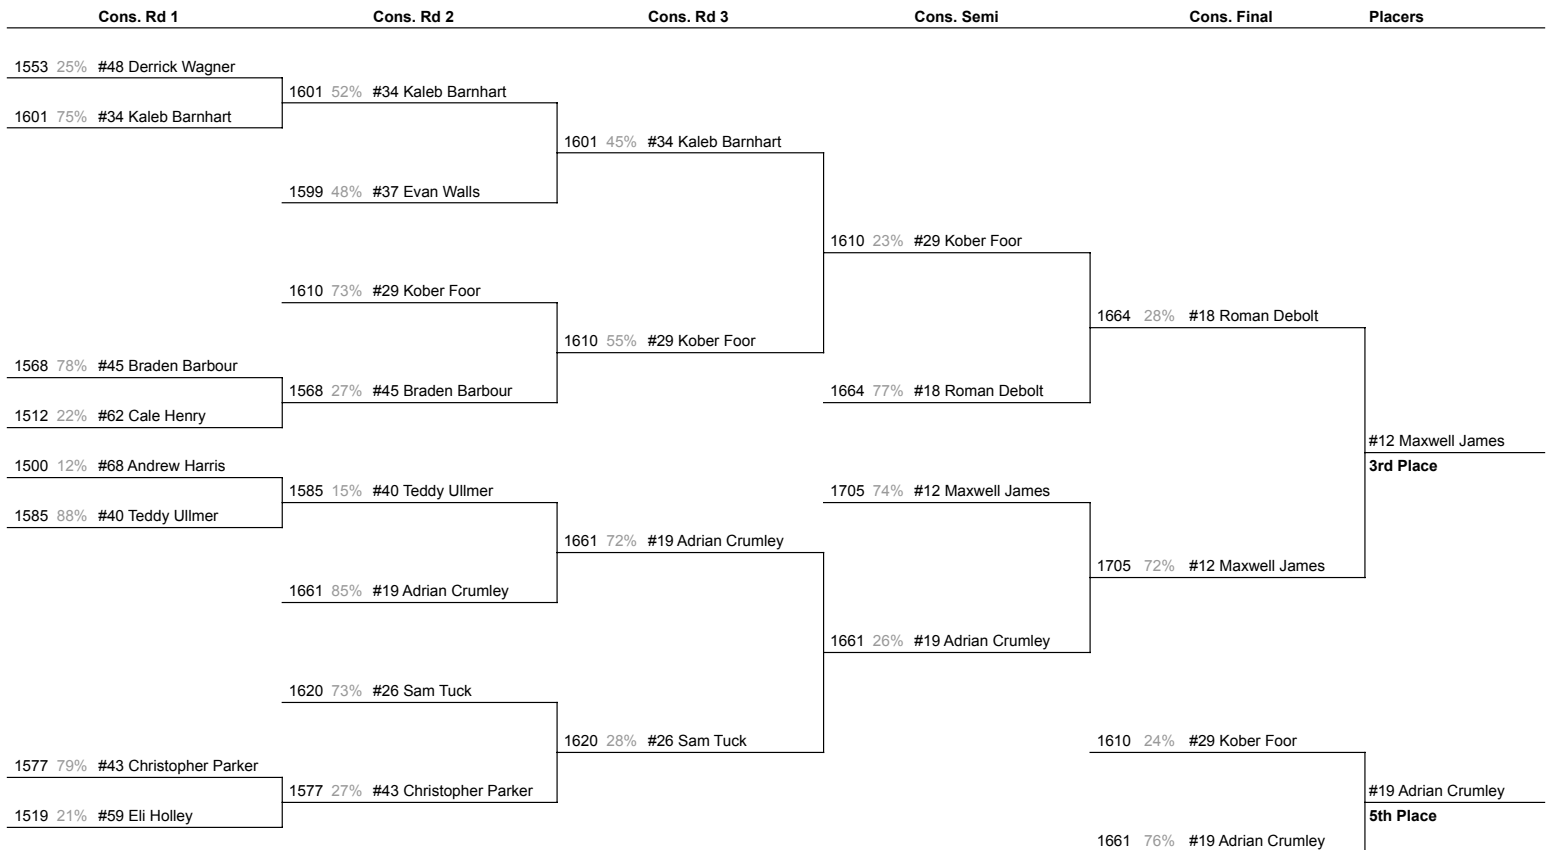 Cons. Rd 1 Cons. Rd 2 Cons. Rd 3 Cons. Semi Cons. Final Placers
1553 25% #48 Derrick Wagner
1601 52% #34 Kaleb Barnhart
1601 75% #34 Kaleb Barnhart
1601 45% #34 Kaleb Barnhart
1599 48% #37 Evan Walls
1610 23% #29 Kober Foor
1610 73% #29 Kober Foor
1664 28% #18 Roman Debolt
1610 55% #29 Kober Foor
1568 78% #45 Braden Barbour
1568 27% #45 Braden Barbour
1664 77% #18 Roman Debolt
1512 22% #62 Cale Henry
#12 Maxwell James
1500 12% #68 Andrew Harris
3rd Place
1585 15% #40 Teddy Ullmer
1705 74% #12 Maxwell James
1585 88% #40 Teddy Ullmer
1661 72% #19 Adrian Crumley
1705 72% #12 Maxwell James
1661 85% #19 Adrian Crumley
1661 26% #19 Adrian Crumley
1620 73% #26 Sam Tuck
1620 28% #26 Sam Tuck
1610 24% #29 Kober Foor
1577 79% #43 Christopher Parker
1577 27% #43 Christopher Parker
#19 Adrian Crumley
1519 21% #59 Eli Holley
5th Place
1661 76% #19 Adrian Crumley